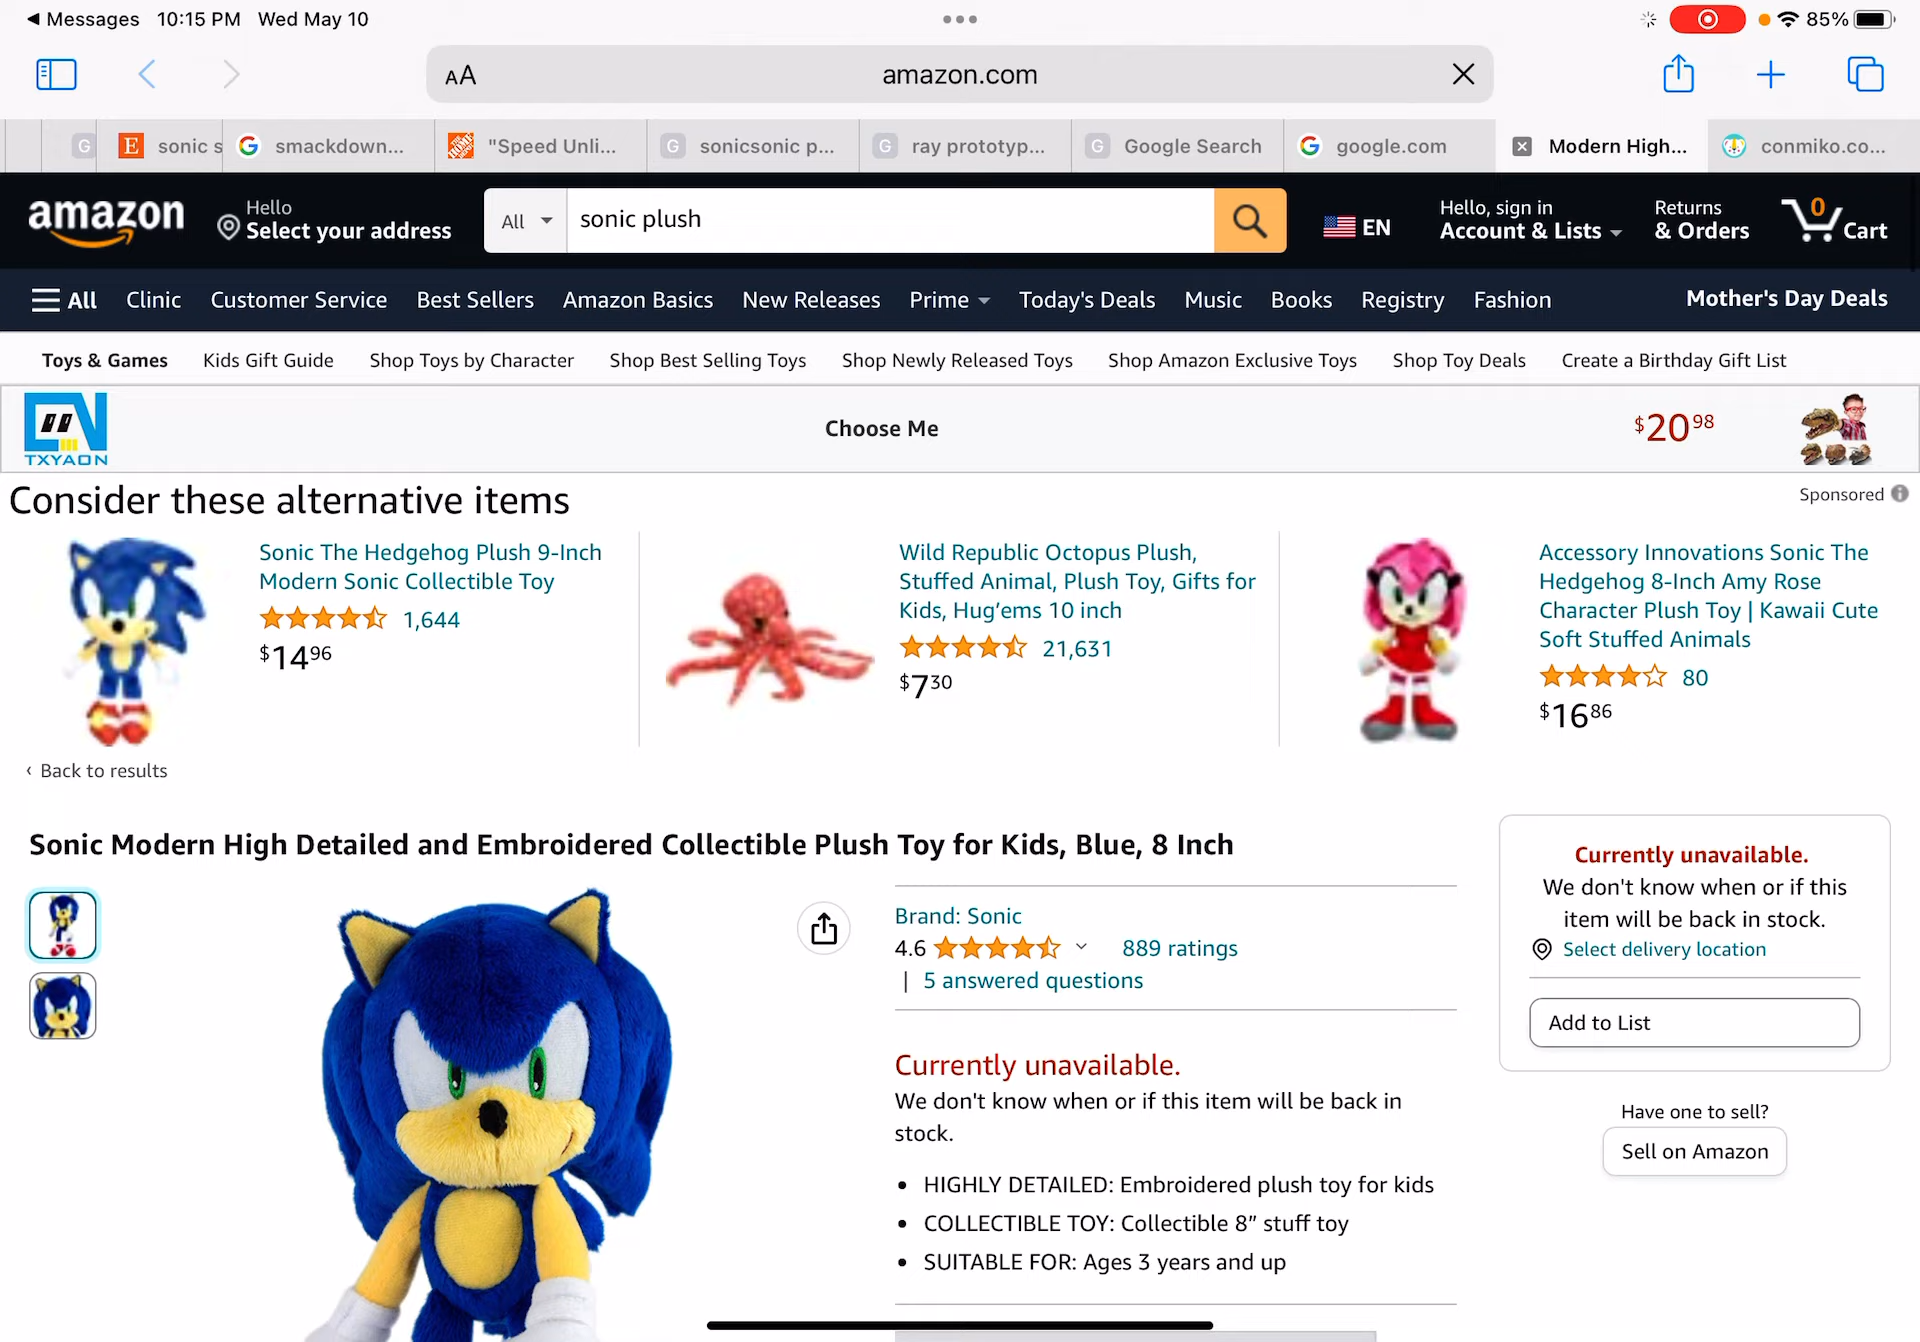 Messages 10:15 PM Wed May 10
85%
AA
amazon.com
G
E sonic s
G smackdown...
"Speed Unli...
G sonicsonic p...
G ray prototyp...
G Google Search
G google.com
Modern High...
conmiko.co...
amazon
Hello
Select your address
All
sonic plush
EN
Hello, sign in
Account & Lists
Returns
& Orders
0
Cart
All
Clinic
Customer Service
Best Sellers
Amazon Basics
New Releases
Prime
Today's Deals
Music
Books
Registry
Fashion
Mother's Day Deals
Toys & Games
Kids Gift Guide
Shop Toys by Character
Shop Best Selling Toys
Shop Newly Released Toys
Shop Amazon Exclusive Toys
Shop Toy Deals
Create a Birthday Gift List
TXYAON
Choose Me
$20 98
Consider these alternative items
Sponsored
Sonic The Hedgehog Plush 9-Inch
Modern Sonic Collectible Toy
1,644
$14 96
Wild Republic Octopus Plush,
Stuffed Animal, Plush Toy, Gifts for
Kids, Hug’ems 10 inch
21,631
$7 30
Accessory Innovations Sonic The
Hedgehog 8-Inch Amy Rose
Character Plush Toy | Kawaii Cute
Soft Stuffed Animals
80
$16 86
‹ Back to results
Sonic Modern High Detailed and Embroidered Collectible Plush Toy for Kids, Blue, 8 Inch
Brand: Sonic
4.6
889 ratings
| 5 answered questions
Currently unavailable.
We don't know when or if this item will be back in
stock.
• HIGHLY DETAILED: Embroidered plush toy for kids
• COLLECTIBLE TOY: Collectible 8” stuff toy
• SUITABLE FOR: Ages 3 years and up
Currently unavailable.
We don't know when or if this
item will be back in stock.
Select delivery location
Add to List
Have one to sell?
Sell on Amazon